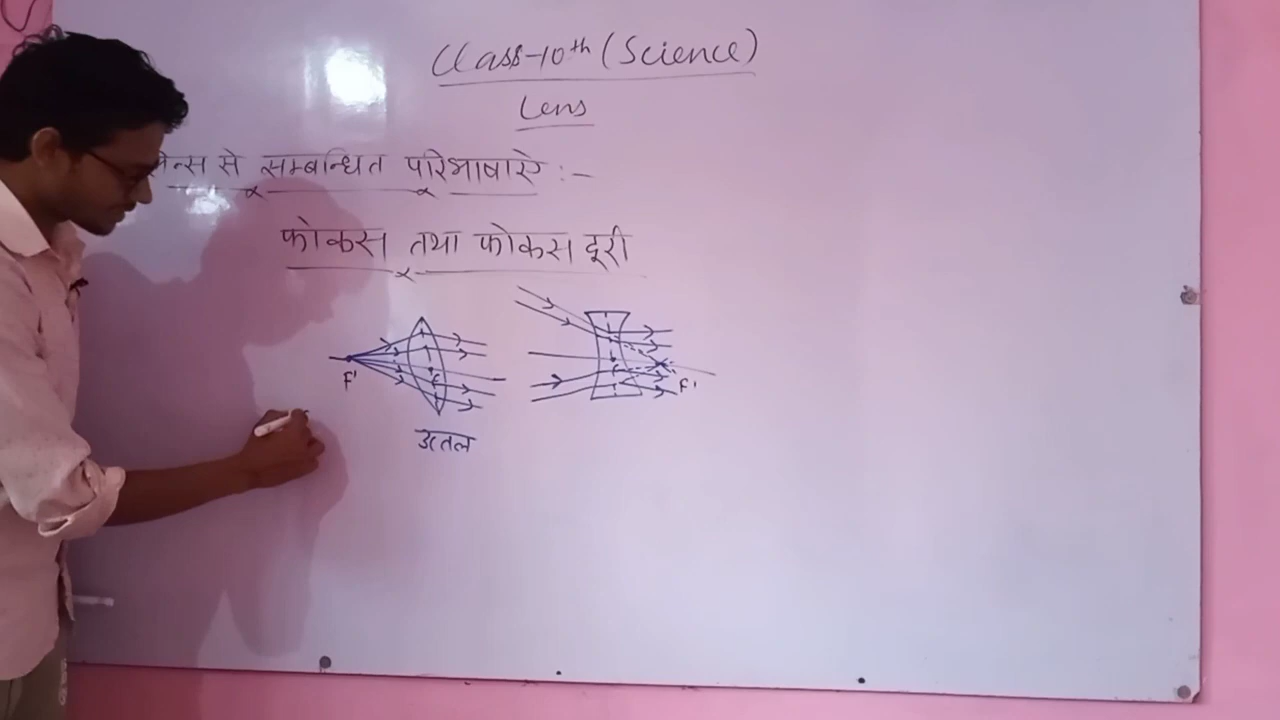 Class-10th (Science)
Lens
लेन्स से सम्बन्धित परिभाषाऐ :-
फोकस तथा फोकस दूरी
F'
F'
उत्तल